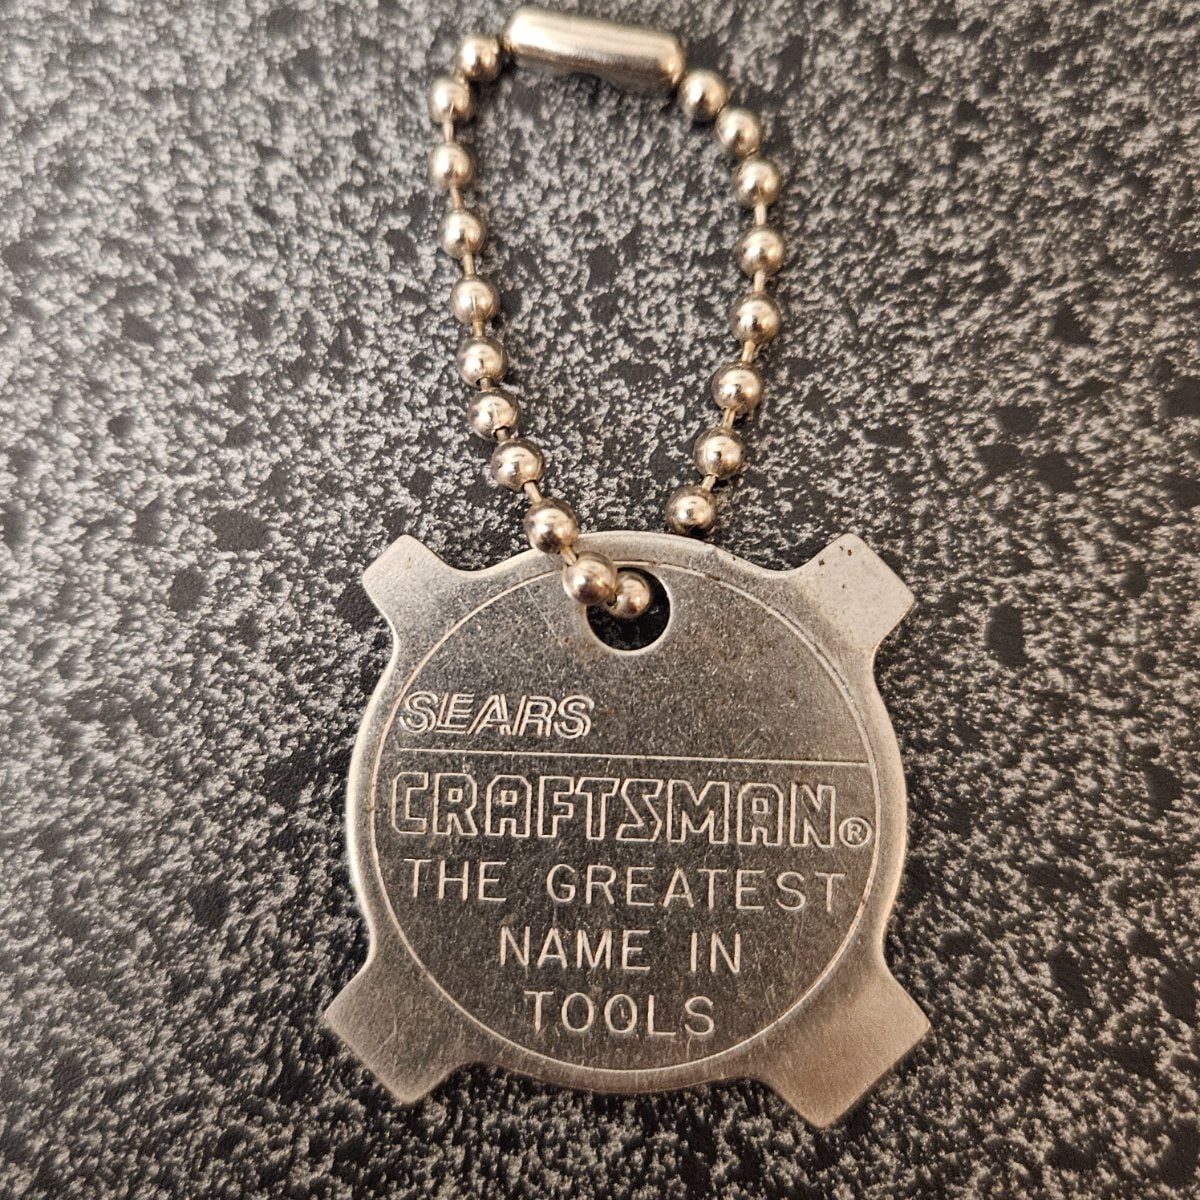 SEARS
CRAFTSMAN®
THE GREATEST
NAME IN
TOOLS